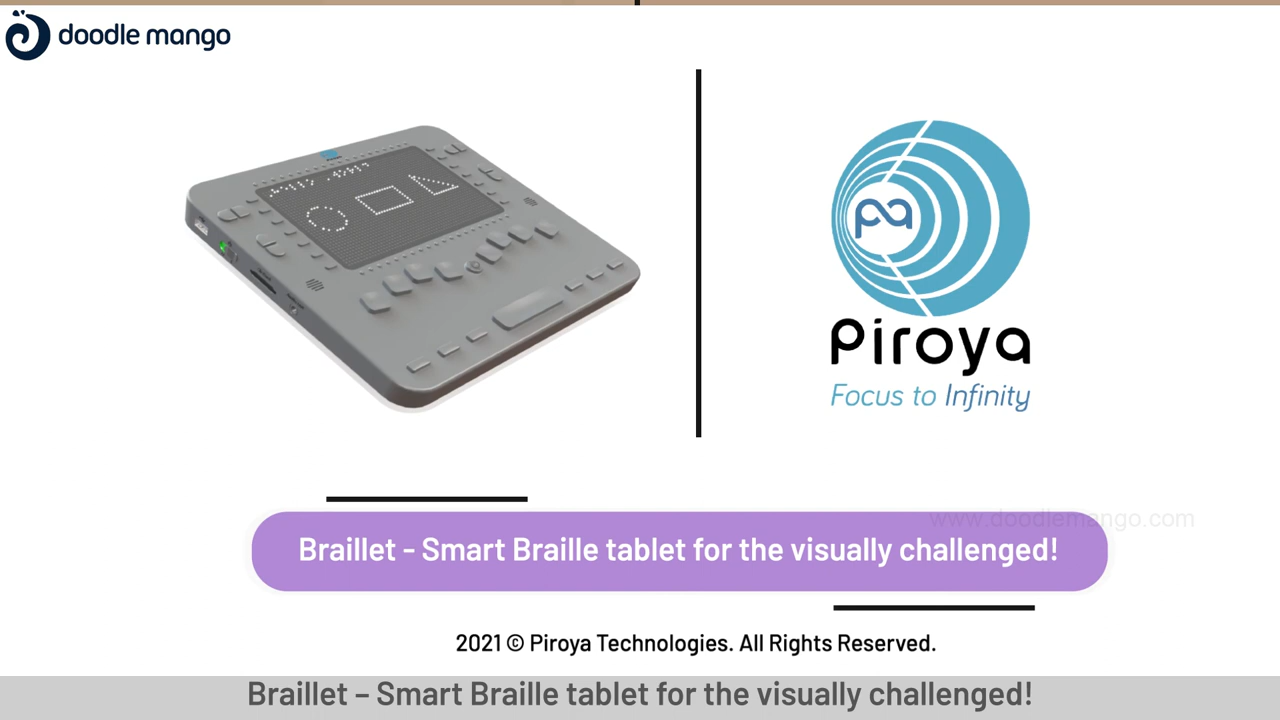 doodle mango
pa
Piroya
Focus to Infinity
www.doodlemango.com
Braillet - Smart Braille tablet for the visually challenged!
2021 © Piroya Technologies. All Rights Reserved.
Braillet – Smart Braille tablet for the visually challenged!